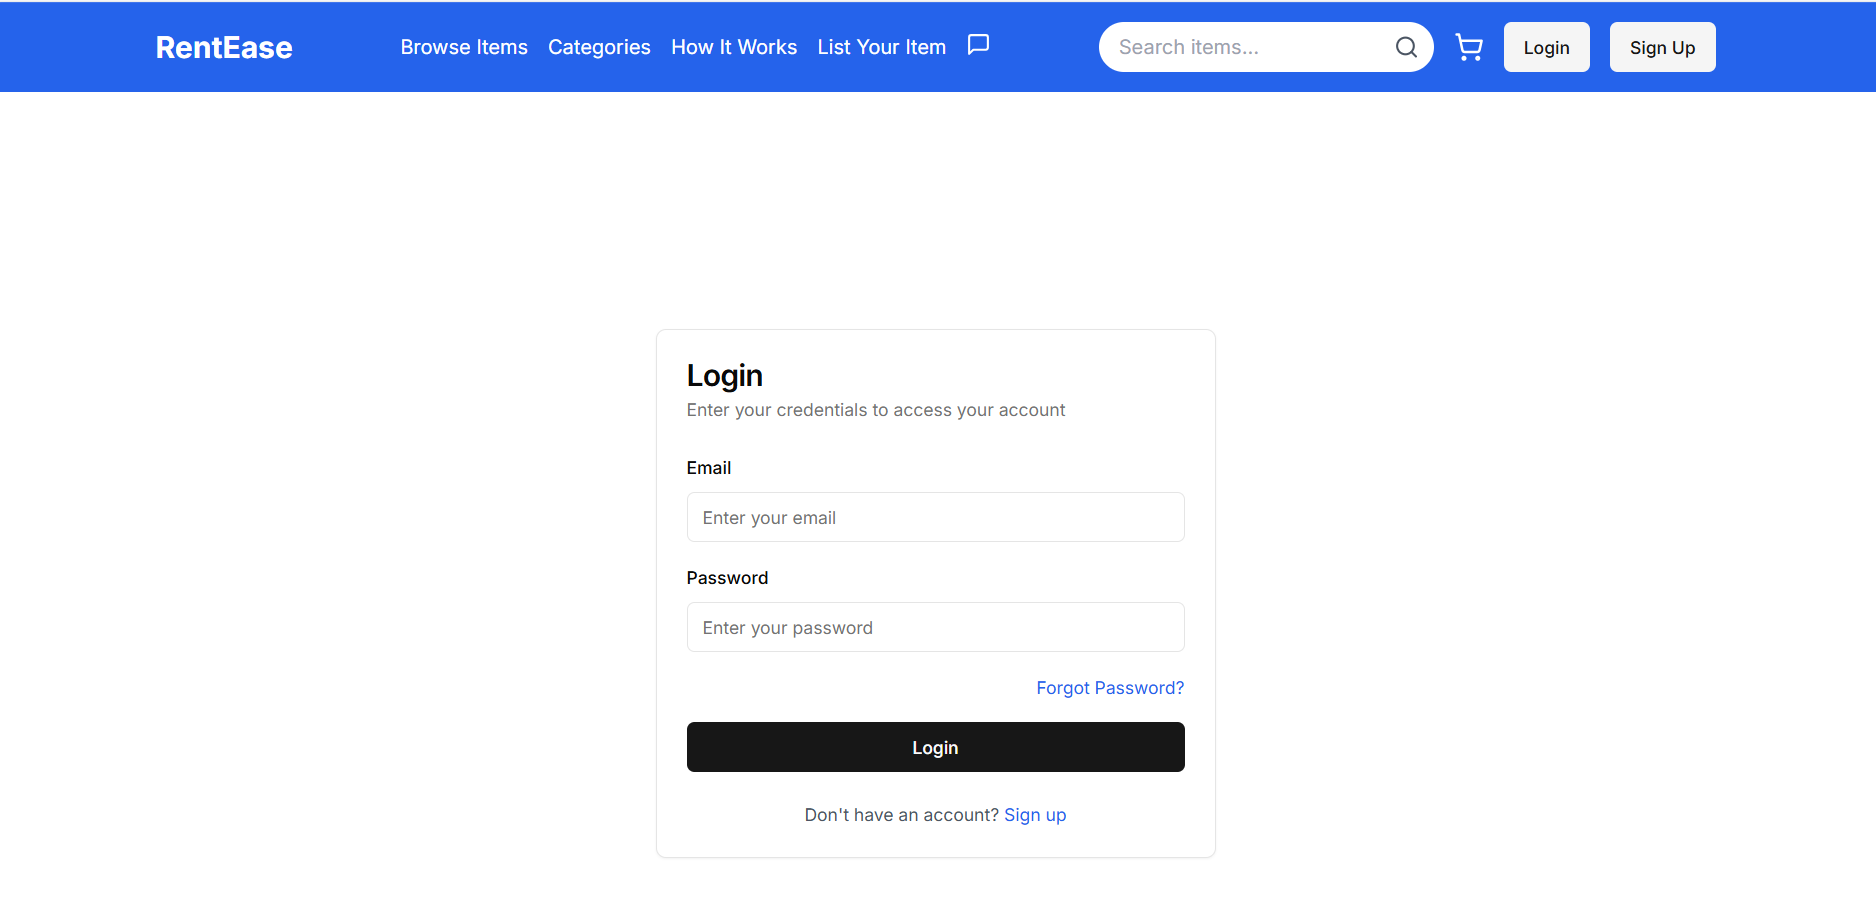 RentEase
Browse Items
Categories
How It Works
List Your Item
Search items...
Login
Sign Up
Login
Enter your credentials to access your account
Email
Enter your email
Password
Enter your password
Forgot Password?
Login
Don't have an account? Sign up